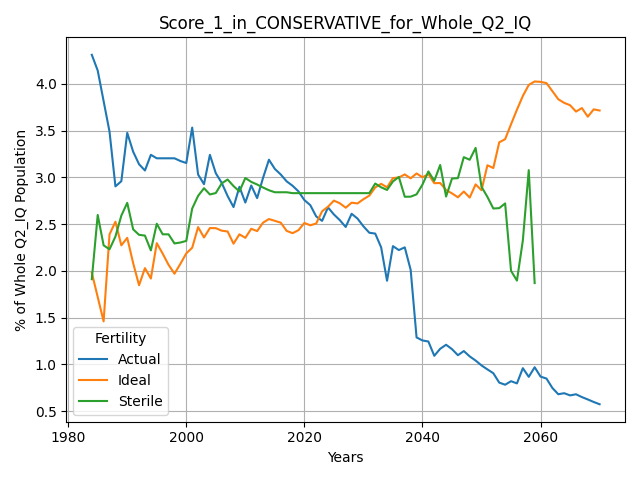 Score_1_in_CONSERVATIVE_for_Whole_Q2_IQ
% of Whole Q2_IQ Population
4.0
3.5
3.0
2.5
2.0
1.5
1.0
0.5
Fertility
Actual
Ideal
Sterile
1980
2000
2020
2040
2060
Years